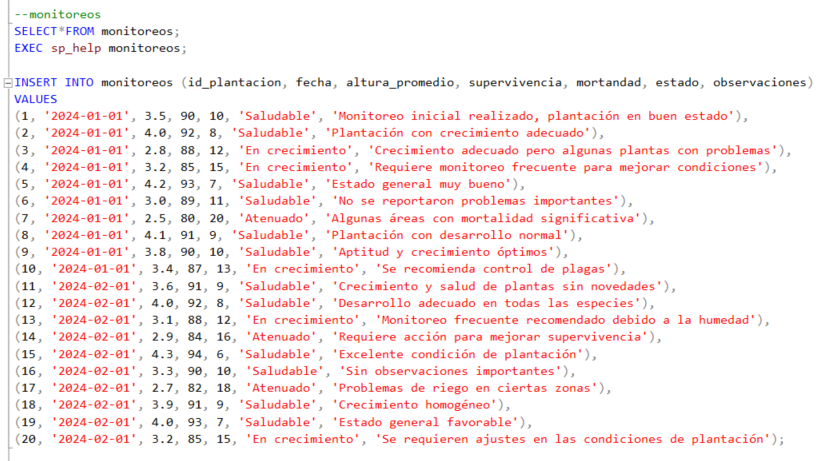 --monitoreos
SELECT*FROM monitoreos;
EXEC sp_help monitoreos;
INSERT INTO monitoreos (id_plantacion, fecha, altura_promedio, supervivencia, mortandad, estado, observaciones)
VALUES
(1, '2024-01-01', 3.5, 90, 10, 'Saludable', 'Monitoreo inicial realizado, plantación en buen estado'),
(2, '2024-01-01', 4.0, 92, 8, 'Saludable', 'Plantación con crecimiento adecuado'),
(3, '2024-01-01', 2.8, 88, 12, 'En crecimiento', 'Crecimiento adecuado pero algunas plantas con problemas'),
(4, '2024-01-01', 3.2, 85, 15, 'En crecimiento', 'Requiere monitoreo frecuente para mejorar condiciones'),
(5, '2024-01-01', 4.2, 93, 7, 'Saludable', 'Estado general muy bueno'),
(6, '2024-01-01', 3.0, 89, 11, 'Saludable', 'No se reportaron problemas importantes'),
(7, '2024-01-01', 2.5, 80, 20, 'Atenuado', 'Algunas áreas con mortalidad significativa'),
(8, '2024-01-01', 4.1, 91, 9, 'Saludable', 'Plantación con desarrollo normal'),
(9, '2024-01-01', 3.8, 90, 10, 'Saludable', 'Aptitud y crecimiento óptimos'),
(10, '2024-01-01', 3.4, 87, 13, 'En crecimiento', 'Se recomienda control de plagas'),
(11, '2024-02-01', 3.6, 91, 9, 'Saludable', 'Crecimiento y salud de plantas sin novedades'),
(12, '2024-02-01', 4.0, 92, 8, 'Saludable', 'Desarrollo adecuado en todas las especies'),
(13, '2024-02-01', 3.1, 88, 12, 'En crecimiento', 'Monitoreo frecuente recomendado debido a la humedad'),
(14, '2024-02-01', 2.9, 84, 16, 'Atenuado', 'Requiere acción para mejorar supervivencia'),
(15, '2024-02-01', 4.3, 94, 6, 'Saludable', 'Excelente condición de plantación'),
(16, '2024-02-01', 3.3, 90, 10, 'Saludable', 'Sin observaciones importantes'),
(17, '2024-02-01', 2.7, 82, 18, 'Atenuado', 'Problemas de riego en ciertas zonas'),
(18, '2024-02-01', 3.9, 91, 9, 'Saludable', 'Crecimiento homogéneo'),
(19, '2024-02-01', 4.0, 93, 7, 'Saludable', 'Estado general favorable'),
(20, '2024-02-01', 3.2, 85, 15, 'En crecimiento', 'Se requieren ajustes en las condiciones de plantación');